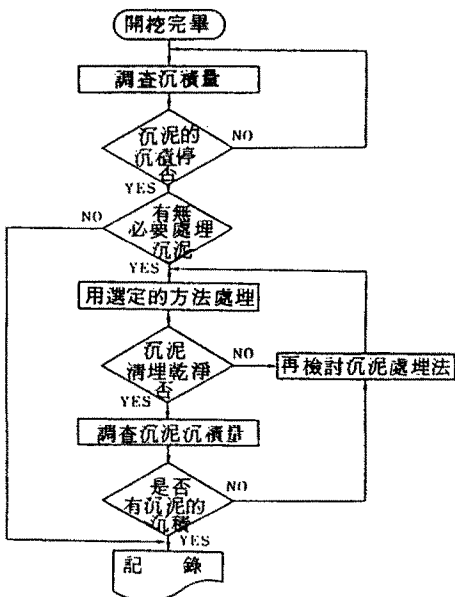 開挖完畢
調查沉積量
沉泥的
沉積停
否
NO
YES
有無
必要處理
沉泥
NO
YES
用選定的方法處理
沉泥
清理乾淨
否
NO
YES
再檢討沉泥處理法
調查沉泥沉積量
是否
有沉泥的
沉積
NO
YES
記 錄